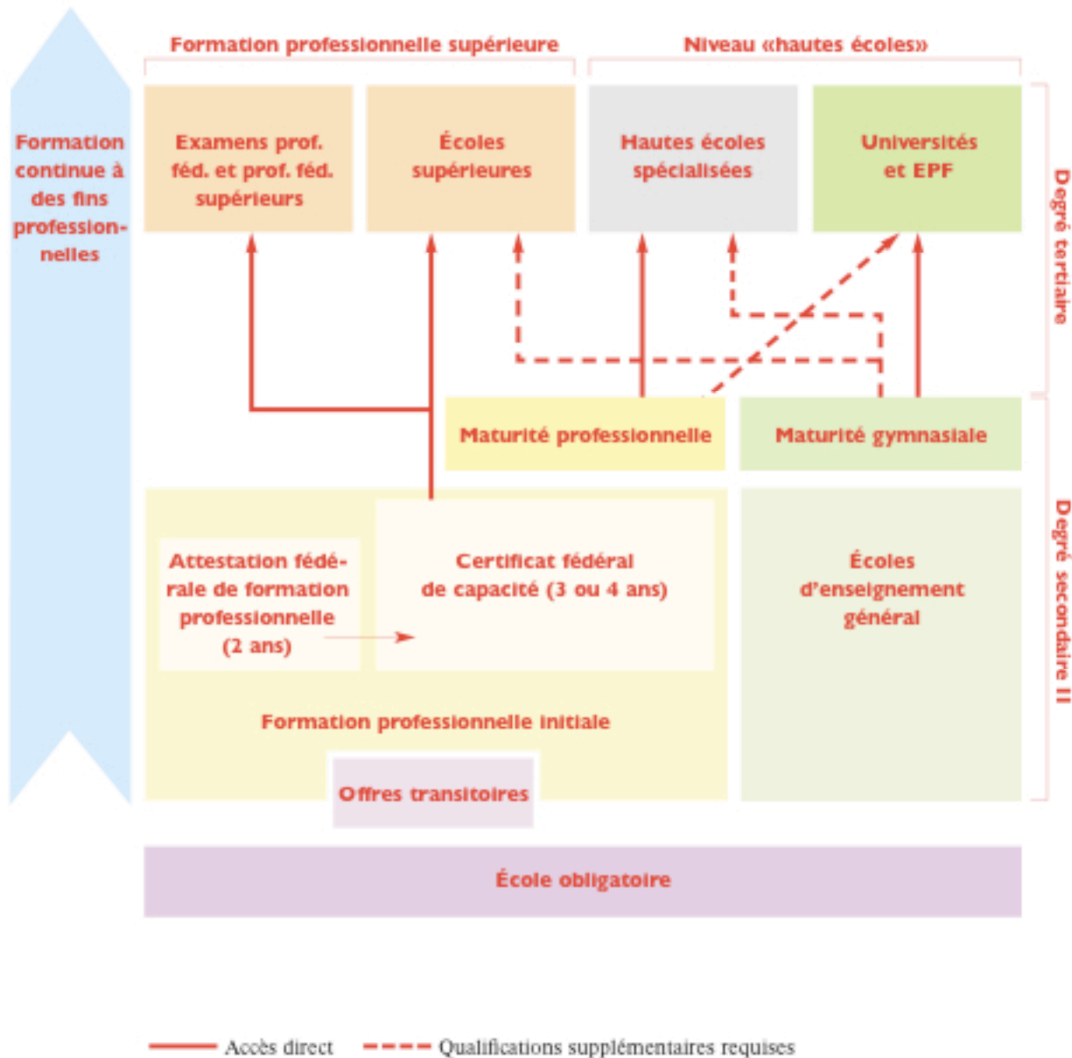 Formation professionnelle supérieure
Niveau «hautes écoles»
Formation
continue à
des fins
profession-
nelles
Examens prof.
féd. et prof. féd.
supérieurs
Écoles
supérieures
Hautes écoles
spécialisées
Universités
et EPF
Degré tertiaire
Maturité professionnelle
Maturité gymnasiale
Attestation fédé-
rale de formation
professionnelle
(2 ans)
Certificat fédéral
de capacité (3 ou 4 ans)
Écoles
d'enseignement
général
Degré secondaire II
Formation professionnelle initiale
Offres transitoires
École obligatoire
Accès direct
Qualifications supplémentaires requises